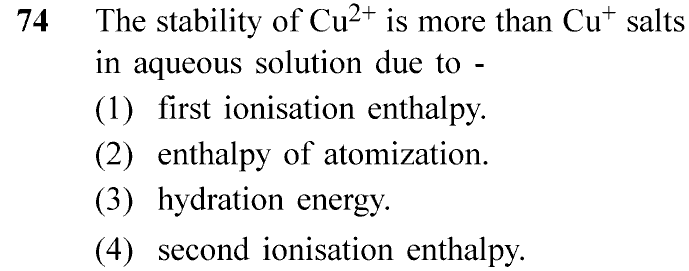 74 The stability of Cu²⁺ is more than Cu⁺ salts
in aqueous solution due to -
(1) first ionisation enthalpy.
(2) enthalpy of atomization.
(3) hydration energy.
(4) second ionisation enthalpy.